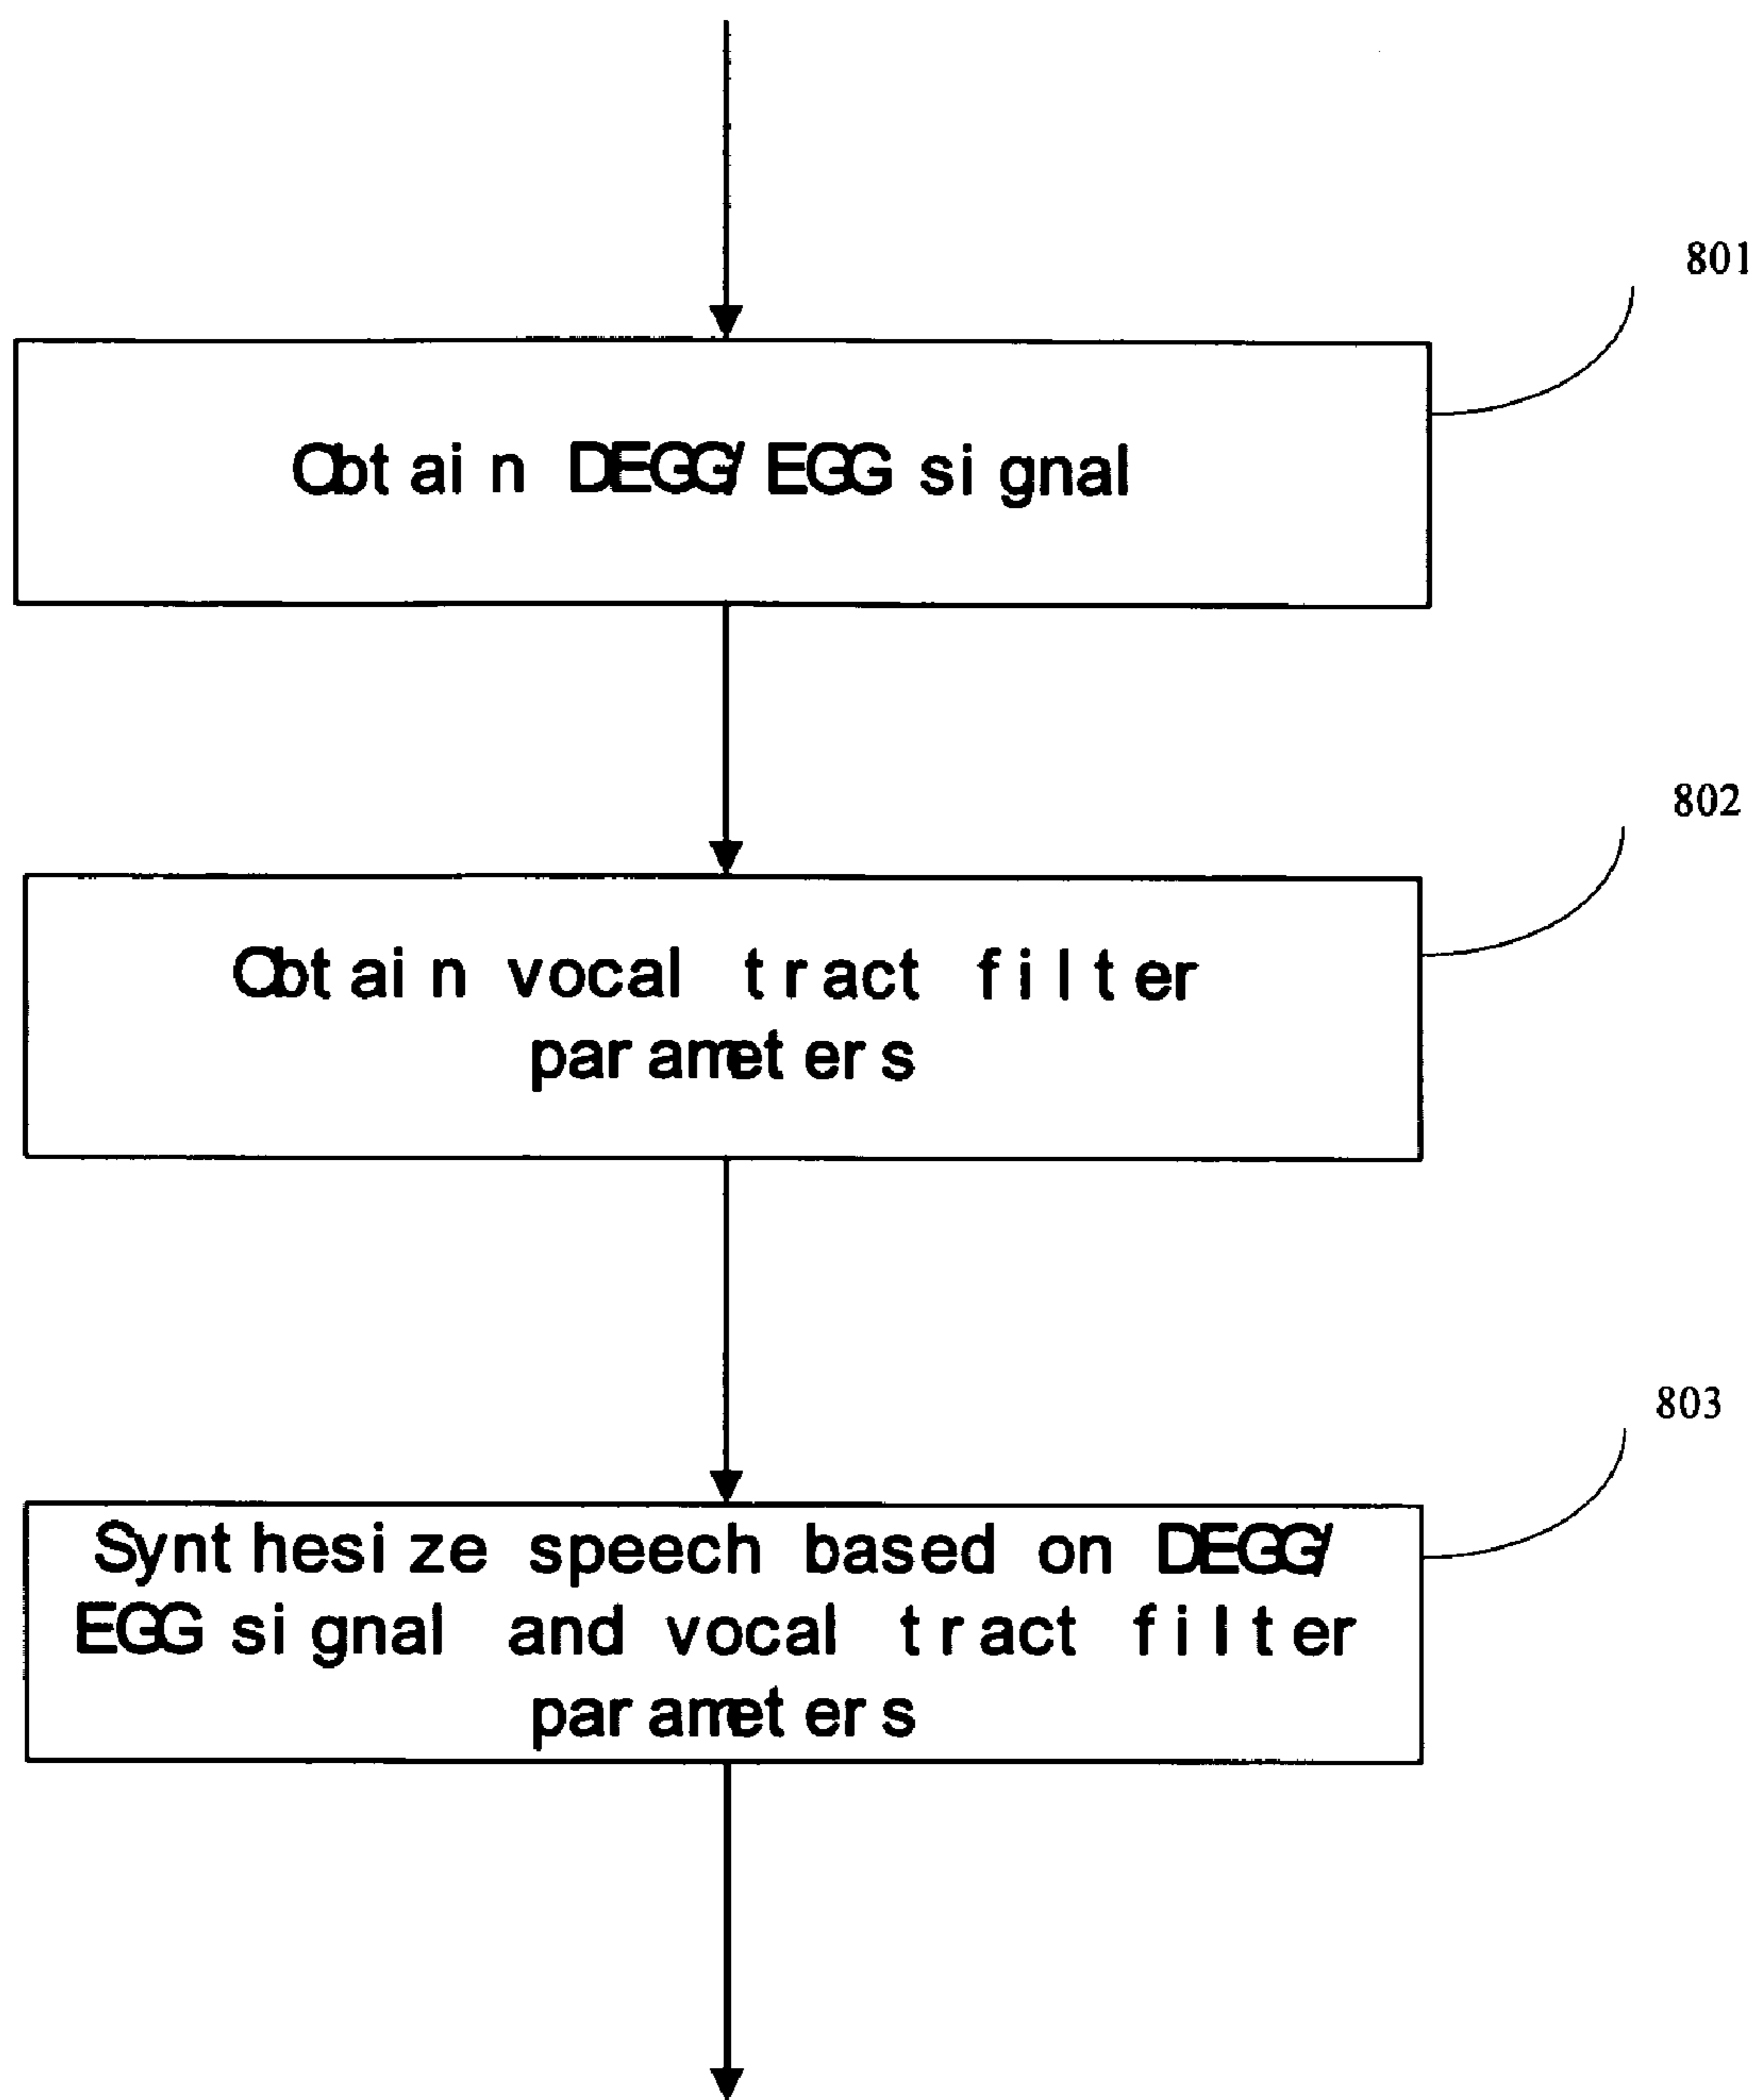 801
Obtain DEGG/EGG signal
802
Obtain vocal tract filter
parameters
803
Synthesize speech based on DEGG/
EGG signal and vocal tract filter
parameters